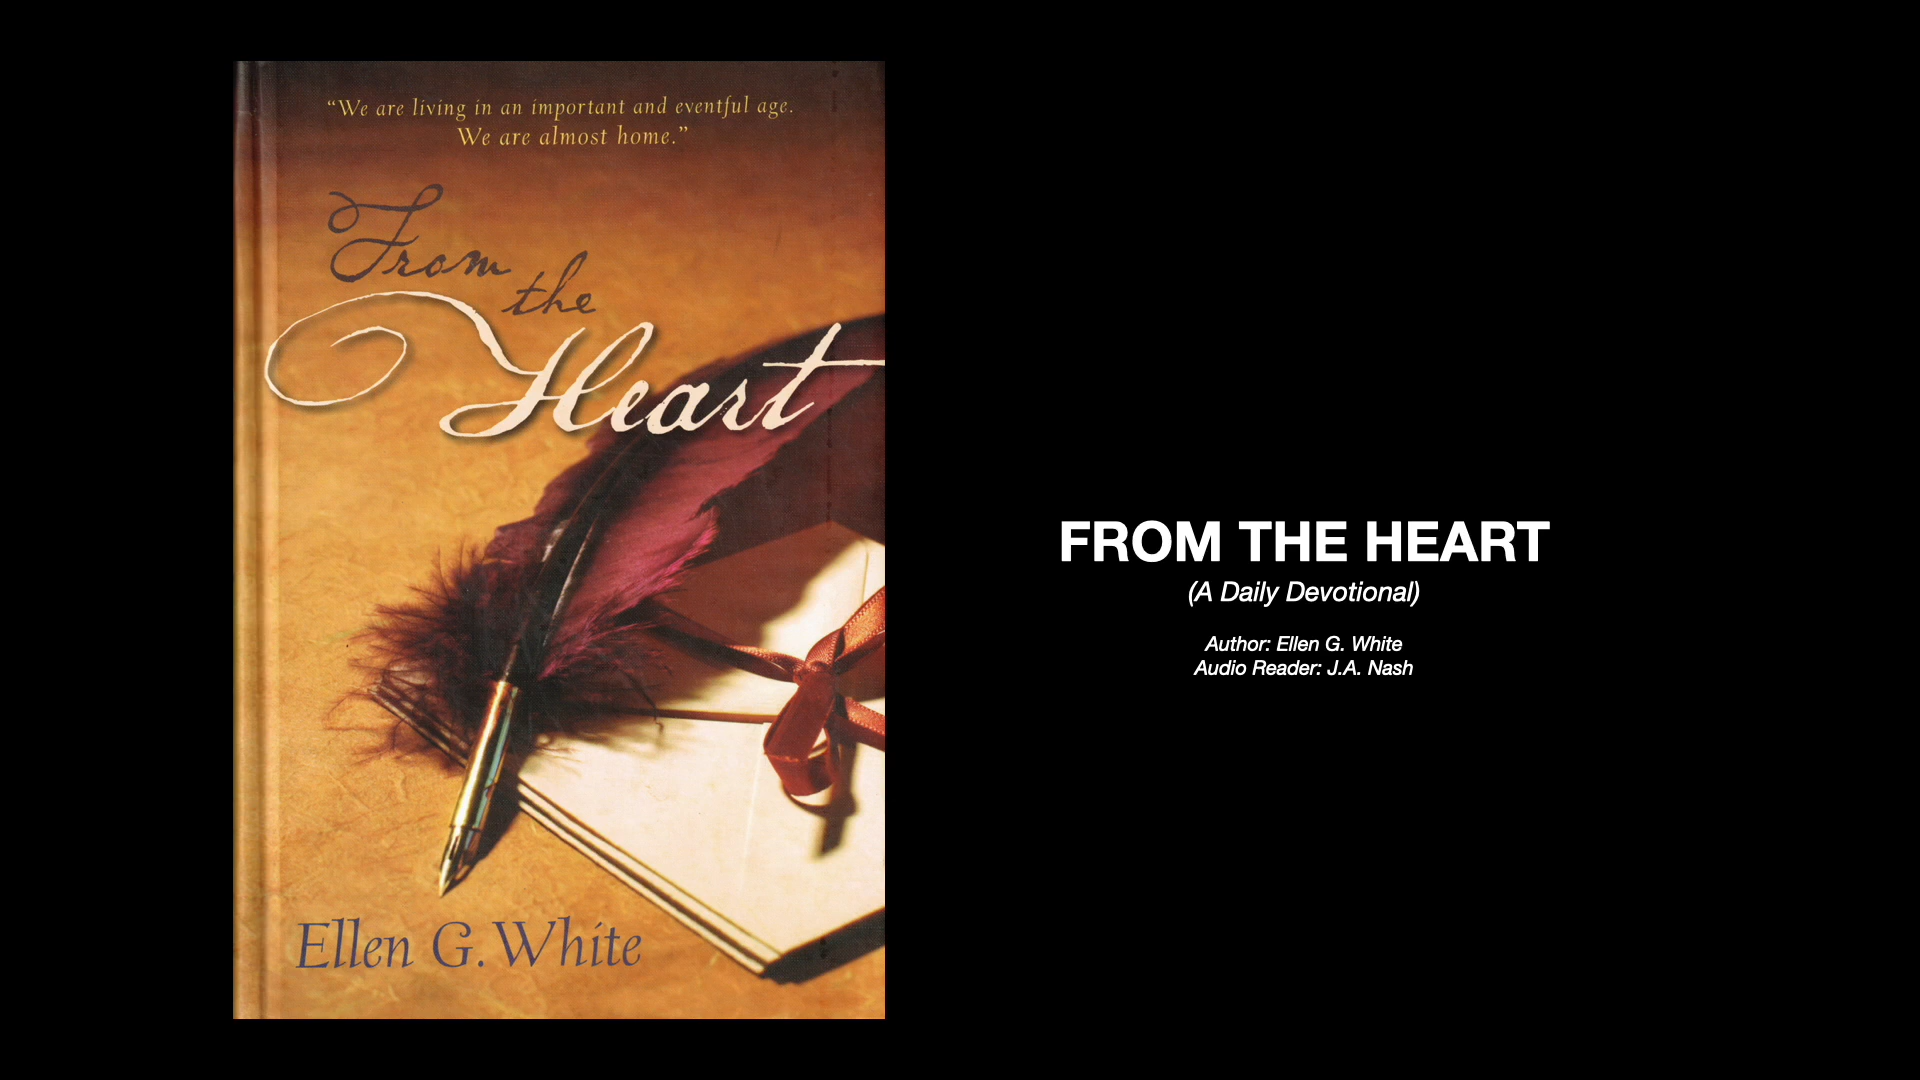 “We are living in an important and eventful age.
We are almost home.”
From
the
Heart
Ellen G. White
FROM THE HEART
(A Daily Devotional)
Author: Ellen G. White
Audio Reader: J.A. Nash